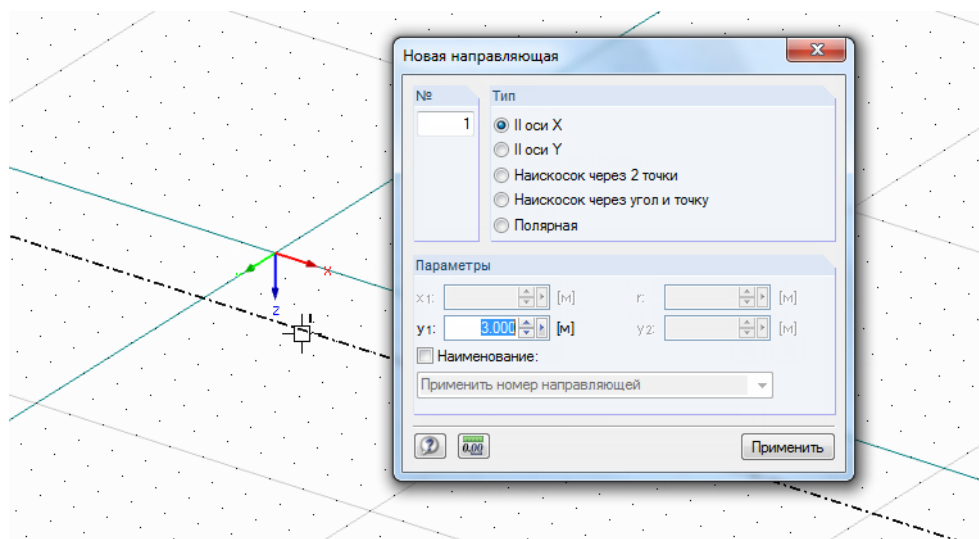 Новая направляющая
№
Тип
1
II оси X
II оси Y
Наискосок через 2 точки
Наискосок через угол и точку
Полярная
Параметры
x1: [м] r: [м]
y1: 3.000 [м] y2: [м]
Наименование:
Применить номер направляющей
0.00
Применить
X
Z